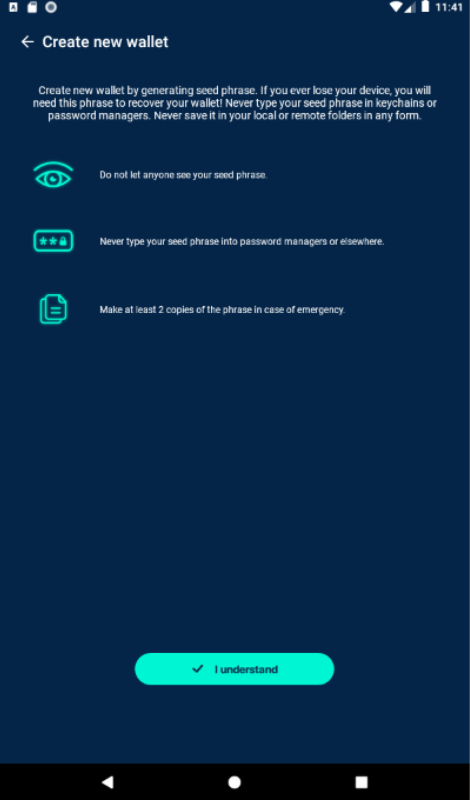 11:41
Create new wallet
Create new wallet by generating seed phrase. If you ever lose your device, you will
need this phrase to recover your wallet! Never type your seed phrase in keychains or
password managers. Never save it in your local or remote folders in any form.
Do not let anyone see your seed phrase.
**
Never type your seed phrase into password managers or elsewhere.
Make at least 2 copies of the phrase in case of emergency.
I understand